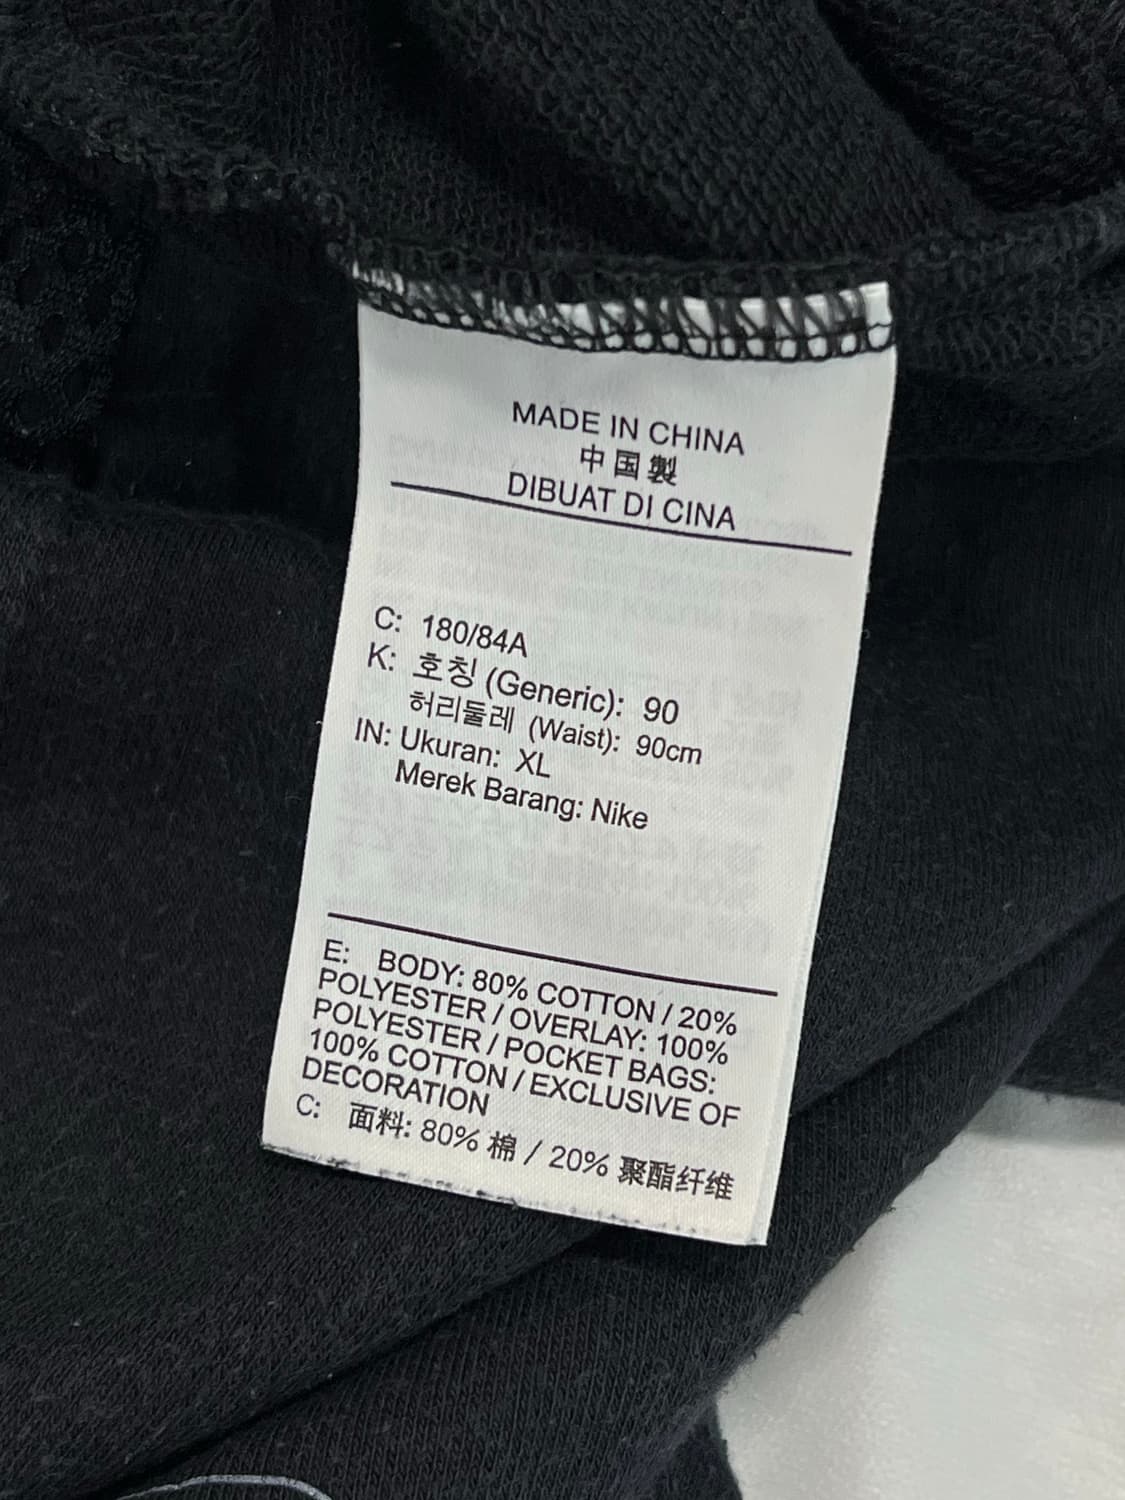 MADE IN CHINA
中国製
DIBUAT DI CINA
C: 180/84A
K: 호칭 (Generic): 90
허리둘레 (Waist): 90cm
IN: Ukuran: XL
Merek Barang: Nike
E: BODY: 80% COTTON / 20%
POLYESTER / OVERLAY: 100%
POLYESTER / POCKET BAGS:
100% COTTON / EXCLUSIVE OF
DECORATION
C: 面料: 80% 棉 / 20% 聚酯纤维